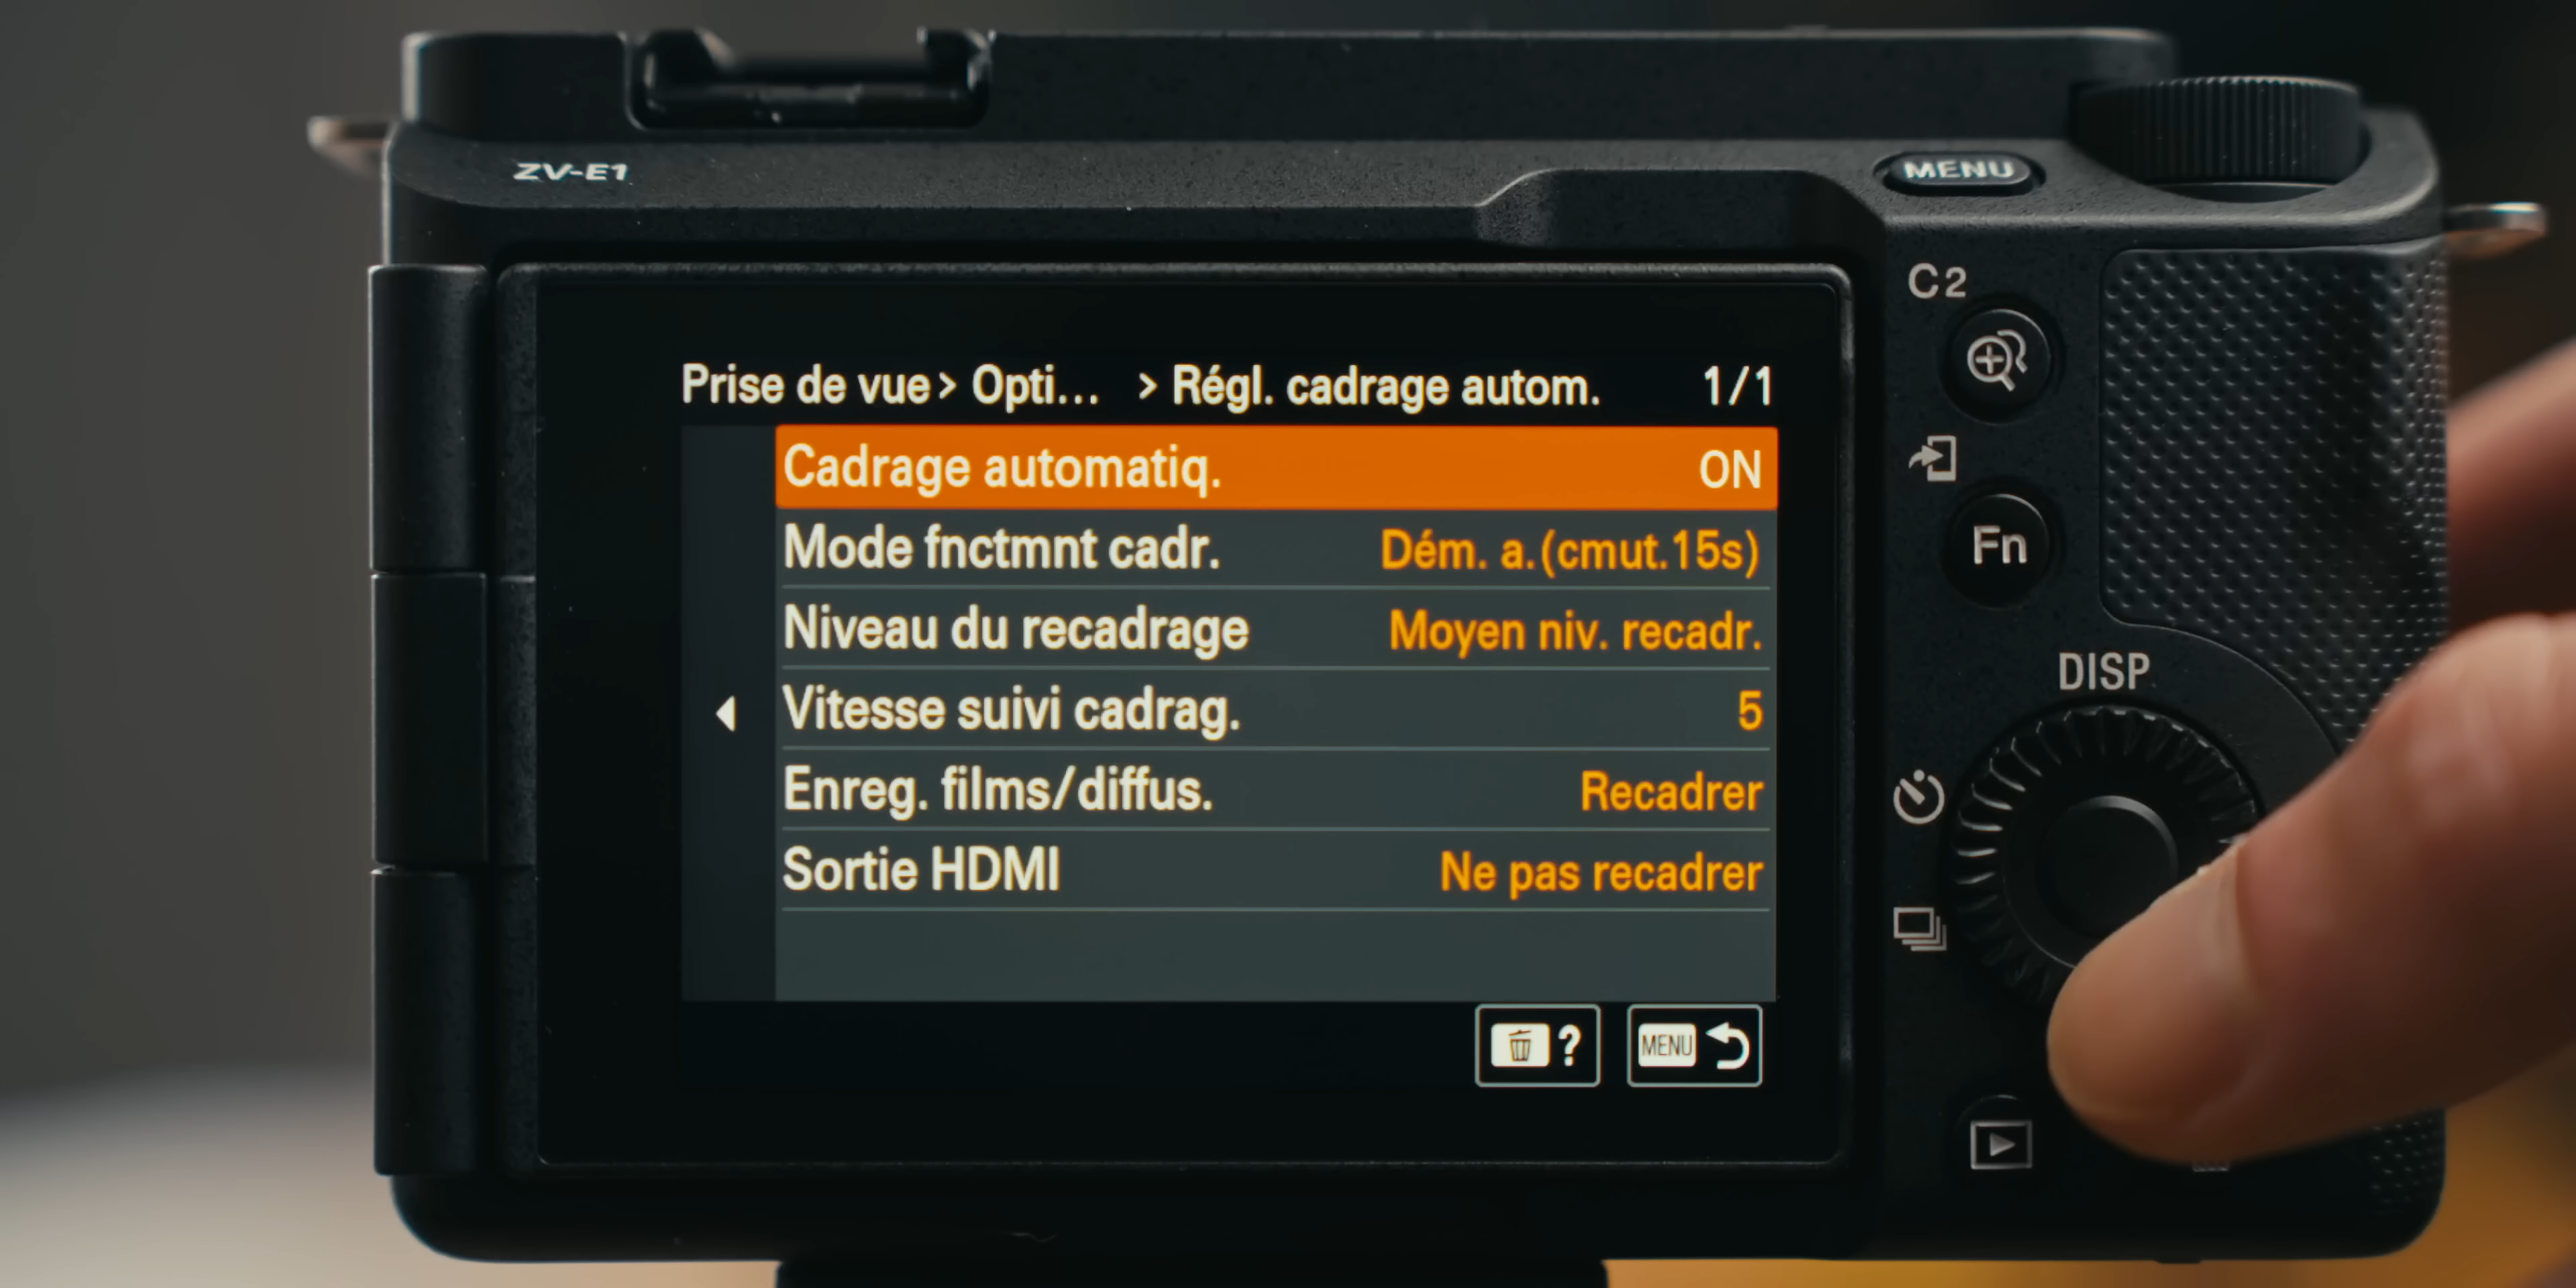 ZV-E1
MENU
C2
Prise de vue > Opti... > Régl. cadrage autom. 1/1
Cadrage automatiq. ON
Mode fnctmnt cadr. Dém. a.(cmut.15s)
Fn
Niveau du recadrage Moyen niv. recadr.
DISP
Vitesse suivi cadrag. 5
Enreg. films/diffus. Recadrer
Sortie HDMI Ne pas recadrer
? MENU